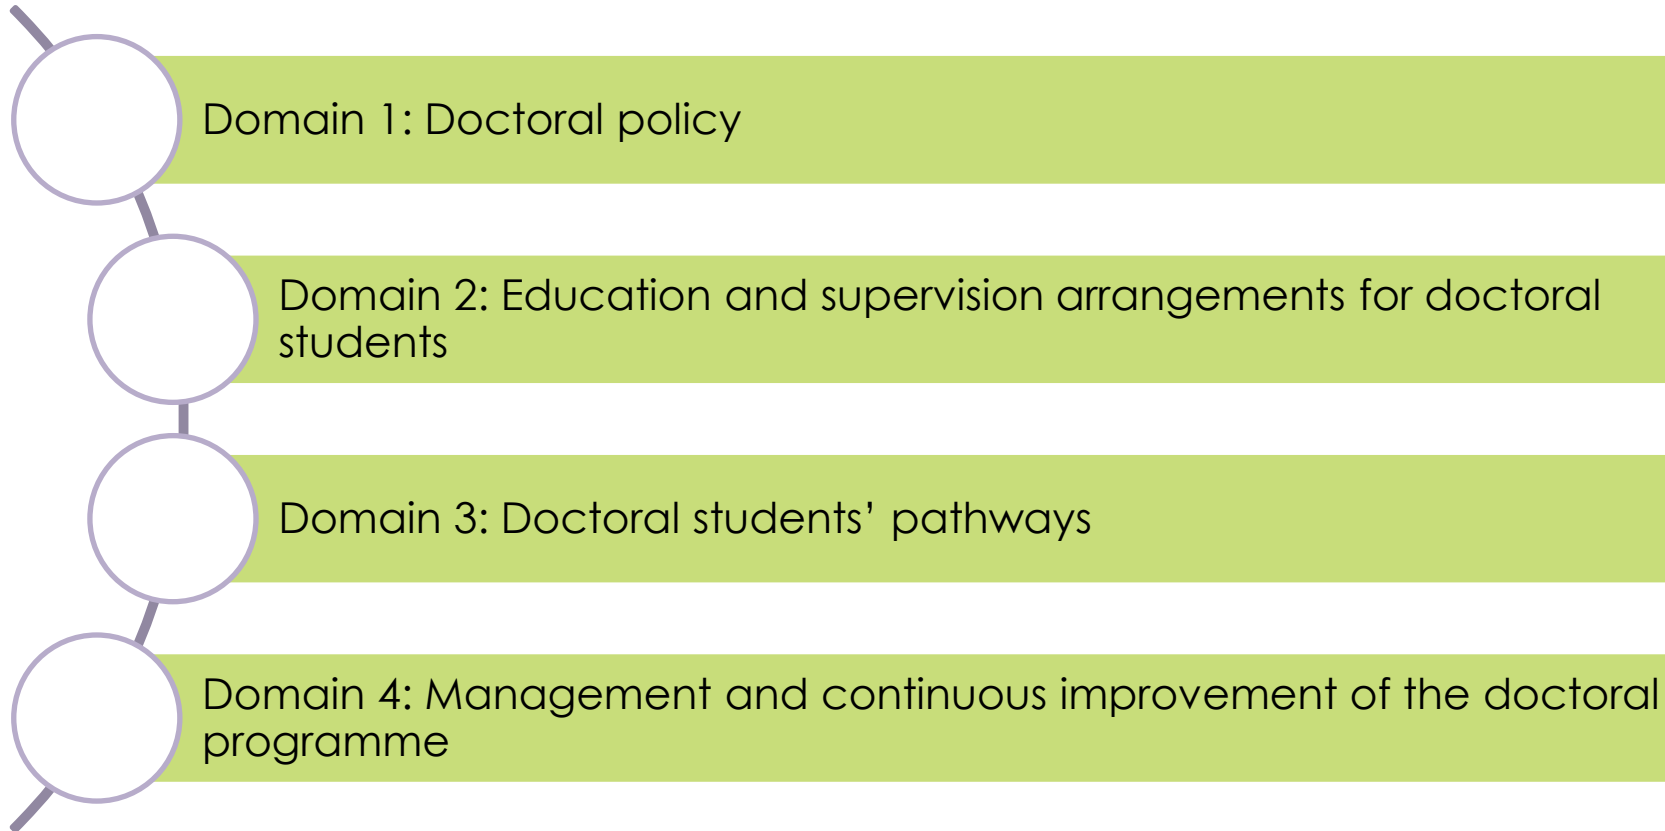 Domain 1: Doctoral policy
Domain 2: Education and supervision arrangements for doctoral
students
Domain 3: Doctoral students’ pathways
Domain 4: Management and continuous improvement of the doctoral
programme